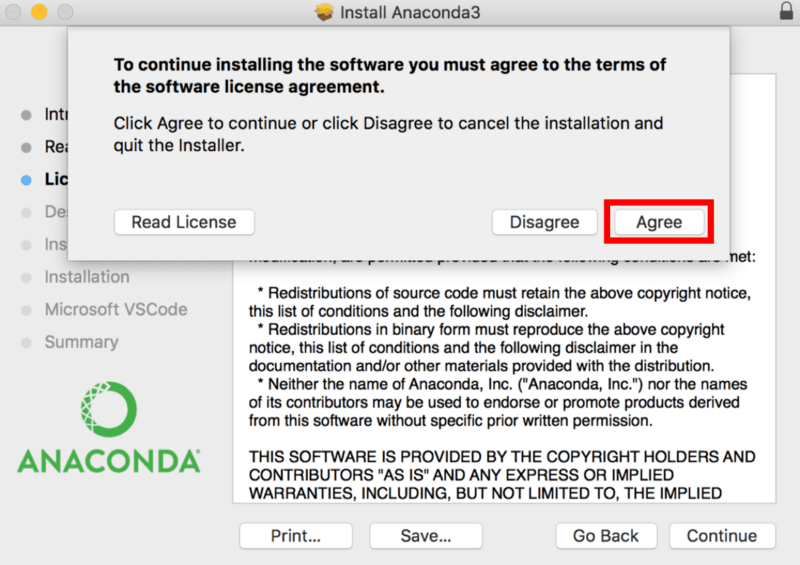 Install Anaconda3
To continue installing the software you must agree to the terms of
the software license agreement.
Click Agree to continue or click Disagree to cancel the installation and
quit the Installer.
Read License
Disagree
Agree
Lic
Installation
Microsoft VSCode
Summary
ANACONDA
modification, are permitted provided that the following conditions are met:
* Redistributions of source code must retain the above copyright notice,
this list of conditions and the following disclaimer.
* Redistributions in binary form must reproduce the above copyright
notice, this list of conditions and the following disclaimer in the
documentation and/or other materials provided with the distribution.
* Neither the name of Anaconda, Inc. ("Anaconda, Inc.") nor the names
of its contributors may be used to endorse or promote products derived
from this software without specific prior written permission.
THIS SOFTWARE IS PROVIDED BY THE COPYRIGHT HOLDERS AND
CONTRIBUTORS "AS IS" AND ANY EXPRESS OR IMPLIED
WARRANTIES, INCLUDING, BUT NOT LIMITED TO, THE IMPLIED
Print...
Save...
Go Back
Continue